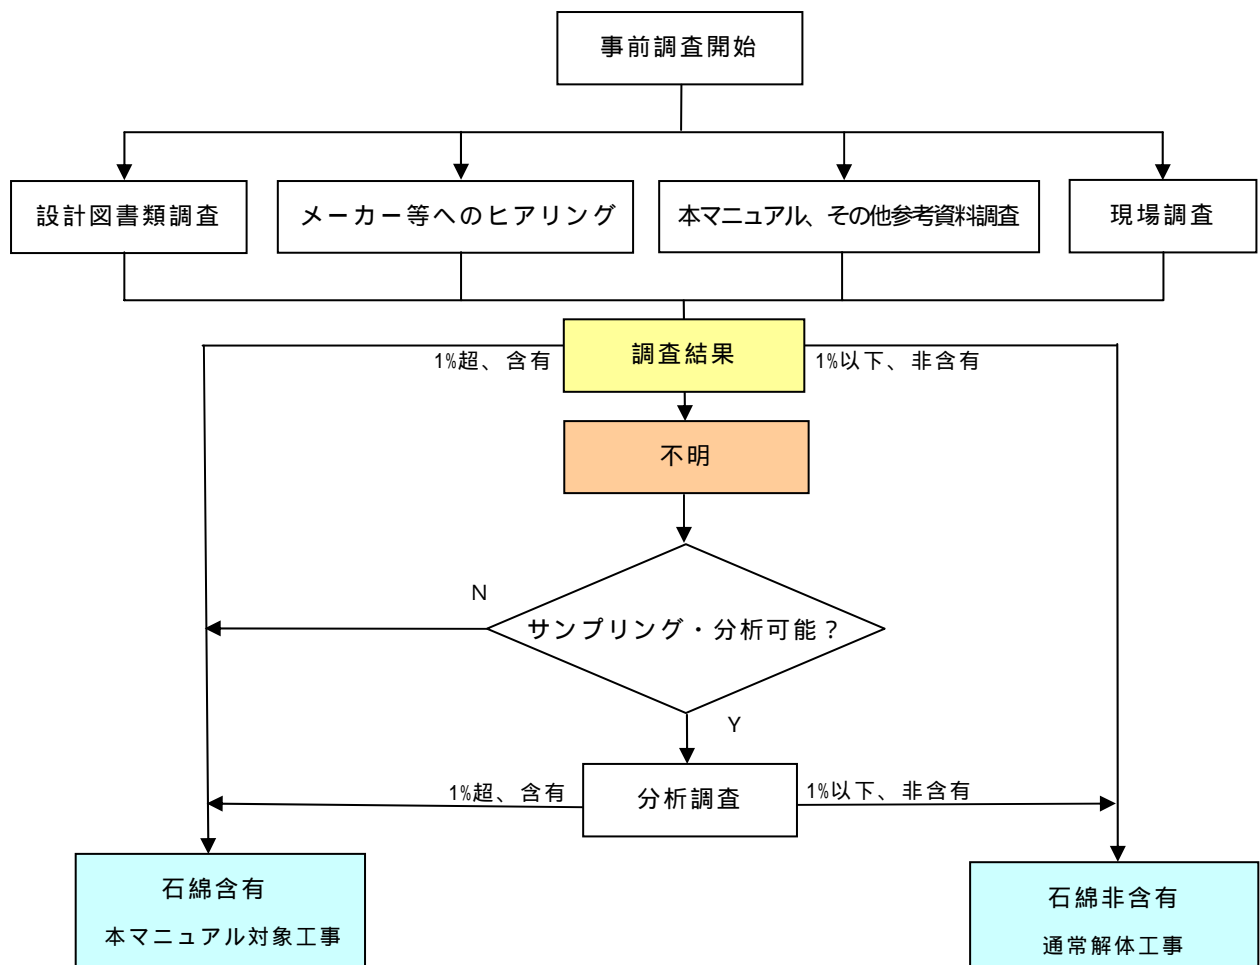 事前調査開始
設計図書類調査
メーカー等へのヒアリング
本マニュアル、その他参考資料調査
現場調査
調査結果
1%超、含有
1%以下、非含有
不明
N
サンプリング・分析可能？
Y
1%超、含有
分析調査
1%以下、非含有
石綿含有
本マニュアル対象工事
石綿非含有
通常解体工事